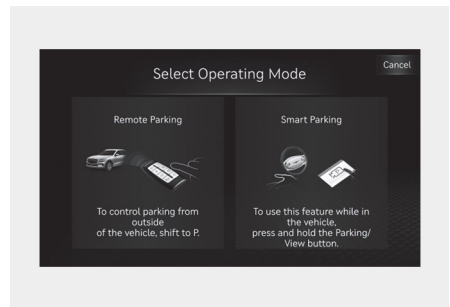 Select Operating Mode
Cancel
Remote Parking
To control parking from
outside
of the vehicle, shift to P.
Smart Parking
To use this feature while in
the vehicle,
press and hold the Parking/
View button.